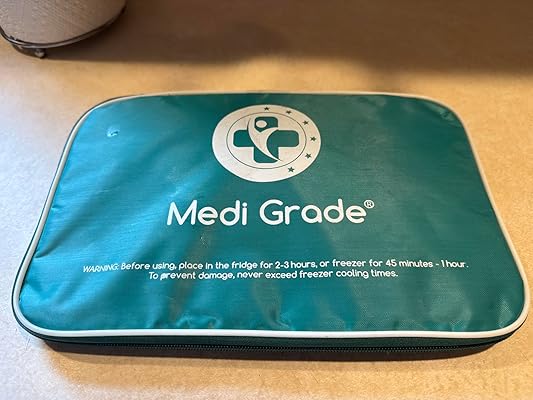 Medi Grade®
WARNING: Before using, place in the fridge for 2-3 hours, or freezer for 45 minutes - 1 hour.
To prevent damage, never exceed freezer cooling times.